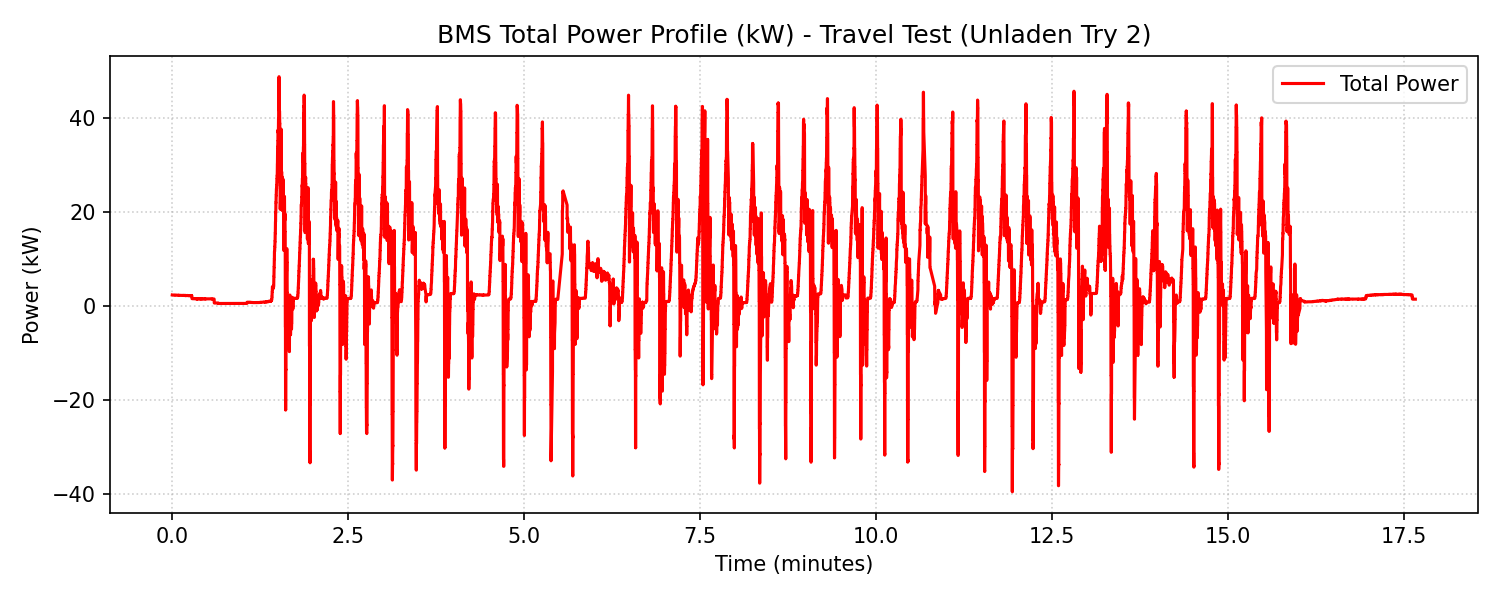 BMS Total Power Profile (kW) - Travel Test (Unladen Try 2)
Total Power
Power (kW)
40
20
0
−20
−40
0.0 2.5 5.0 7.5 10.0 12.5 15.0 17.5
Time (minutes)